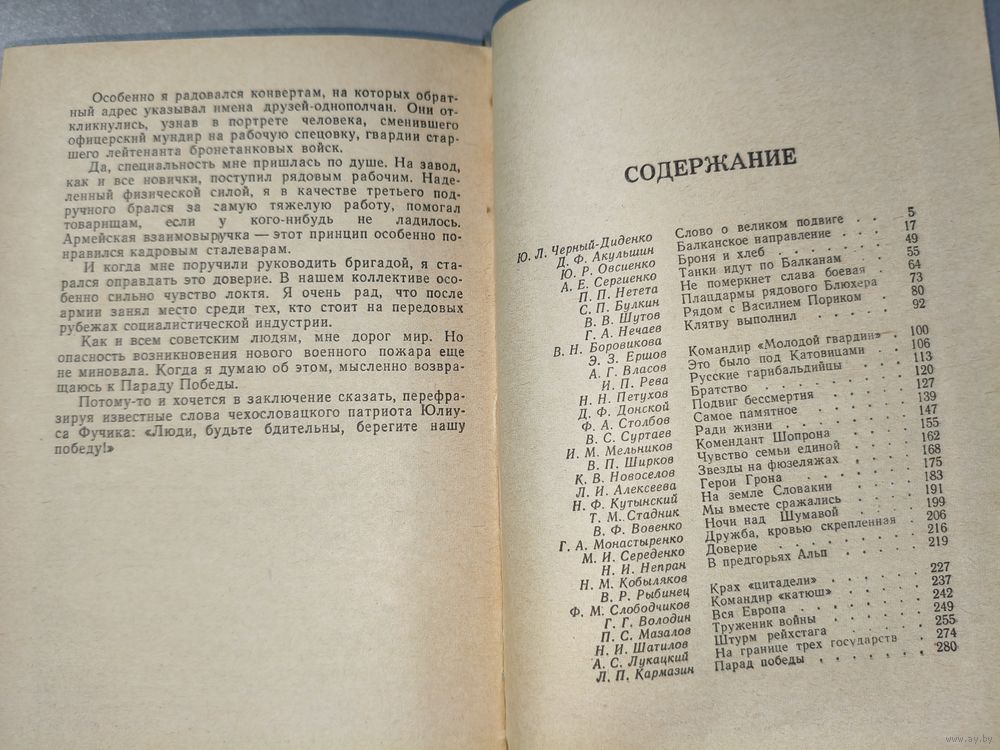 Особенно я радовался конвертам, на которых обрат-
ный адрес указывал имена друзей-однополчан. Они от-
кликнулись, узнав в портрете человека, сменившего
офицерский мундир на рабочую спецовку, гвардии стар-
шего лейтенанта бронетанковых войск.
Да, специальность мне пришлась по душе. На завод,
как и все новички, поступил рядовым рабочим. Наде-
ленный физической силой, я в качестве третьего под-
ручного брался за самую тяжелую работу, помогал
товарищам, если у кого-нибудь не ладилось.
Армейская взаимовыручка — этот принцип особенно по-
нравился кадровым сталеварам.
И когда мне поручили руководить бригадой, я ста-
рался оправдать это доверие. В нашем коллективе осо-
бенно сильно чувство локтя. Я очень рад, что после
армии занял место среди тех, кто стоит на передовых
рубежах социалистической индустрии.
Как и всем советским людям, мне дорог мир. Но
опасность возникновения нового военного пожара еще
не миновала. Когда я думаю об этом, мысленно возвра-
щаюсь к Параду Победы.
Потому-то и хочется в заключение сказать, перефра-
зируя известные слова чехословацкого патриота Юлиу-
са Фучика: «Люди, будьте бдительны, берегите нашу
победу!»
СОДЕРЖАНИЕ
Ю. Л. Черный-Диденко Слово о великом подвиге . . 5
Д. Ф. Акульшин Балканское направление . . 17
Ю. Р. Овсиенко Броня и хлеб . . . . . 49
А. Е. Сергиенко Танки идут по Балканам . . 55
П. П. Нетета Не померкнет слава боевая . . 64
С. П. Булкин Плацдармы рядового Блюхера 73
В. В. Шутов Рядом с Василием Пориком . . 80
Г. А. Нечаев Клятву выполнил . . . . . 92
В. Н. Боровикова
Э. З. Ершов Командир «Молодой гвардии» . 100
А. Г. Власов Это было под Катовицами . . 106
И. П. Рева Русские гарибальдийцы . . . 113
Н. Н. Петухов Братство . . . . . . . 120
Д. Ф. Донской Подвиг бессмертия . . . . 127
Ф. А. Столбов Самое памятное . . . . . 139
В. С. Суртаев Ради жизни . . . . . . 147
И. М. Мельников Комендант Шопрона . . . . 155
В. П. Ширков Чувство семьи единой . . . 162
К. В. Новоселов Звезды на фюзеляжах . . . 168
Л. И. Алексеева Герои Грона . . . . . . 175
Н. Ф. Кутынский На земле Словакии . . . . 183
Т. М. Стадник Мы вместе сражались . . . 191
В. Ф. Вовенко Ночи над Шумавой . . . . 199
Г. А. Монастыренко Дружба, кровью скрепленная . 206
М. И. Середенко Доверие . . . . . . . 216
Н. И. Непран В предгорьях Альп . . . . 219
Н. М. Кобыляков
В. Р. Рыбинец Крах «цитадели» . . . . . 227
Ф. М. Слободчиков Командир «катюш» . . . . 237
Г. Г. Володин Вся Европа . . . . . . 242
П. С. Мазалов Труженик войны . . . . . 249
Н. И. Шатилов Штурм рейхстага . . . . . 255
А. С. Лукацкий На границе трех государств . 274
Л. П. Кармазин Парад победы . . . . . . 280
www.ay.by